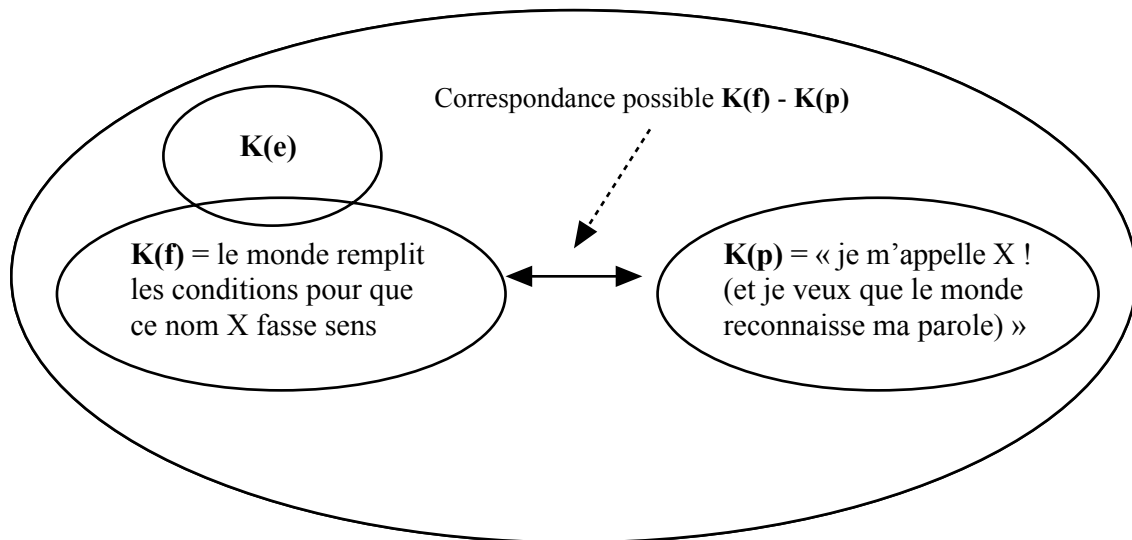 Correspondance possible K(f) - K(p)
K(e)
K(f) = le monde remplit
les conditions pour que
ce nom X fasse sens
K(p) = « je m’appelle X !
(et je veux que le monde
reconnaisse ma parole) »